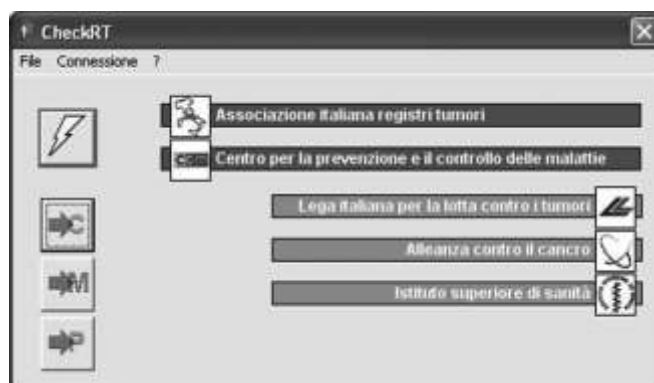 CheckRT
File Connessione ?
Associazione italiana registri tumori
Centro per la prevenzione e il controllo delle malattie
Lega italiana per la lotta contro i tumori
C
Alleanza contro il cancro
M
Istituto superiore di sanità
P